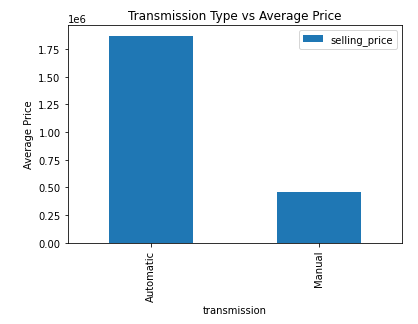 Transmission Type vs Average Price
1e6
selling_price
1.75
1.50
1.25
1.00
0.75
0.50
0.25
0.00
Average Price
Automatic
Manual
transmission